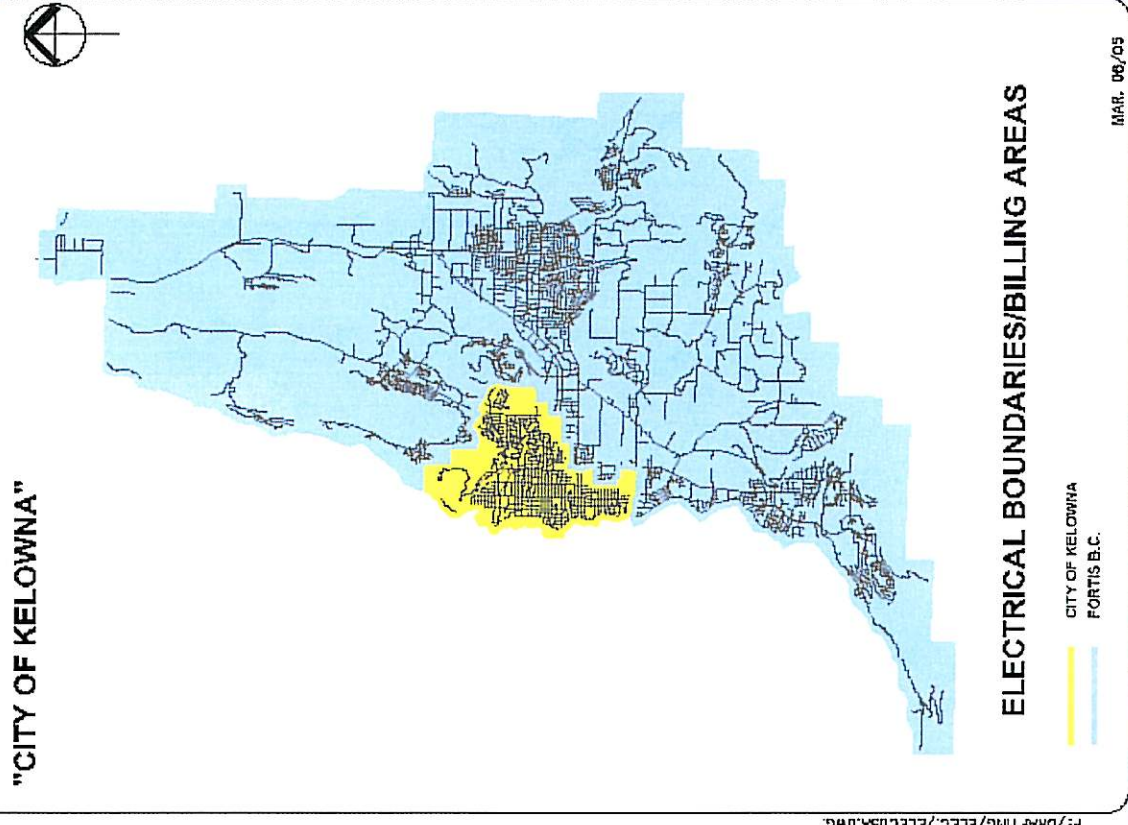 "CITY OF KELOWNA"
ELECTRICAL BOUNDARIES/BILLING AREAS
CITY OF KELOWNA
FORTIS B.C.
MAR. 08/05